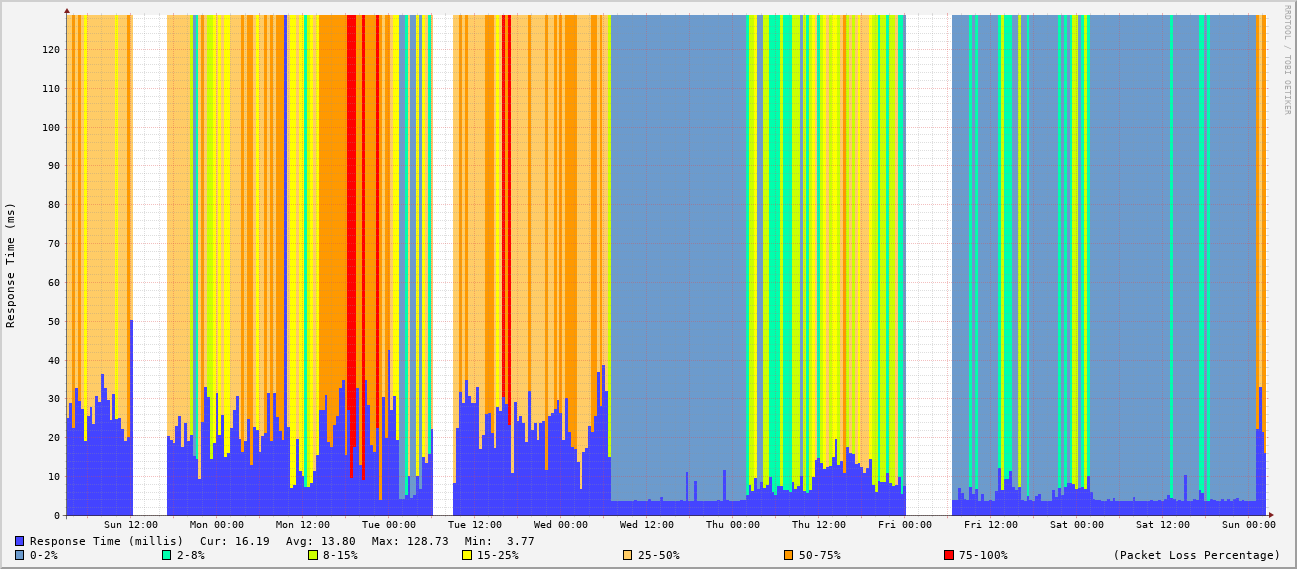 RRDTOOL / TOBI OETIKER
Response Time (ms)
120
110
100
90
80
70
60
50
40
30
20
10
0
Sun 12:00 Mon 00:00 Mon 12:00 Tue 00:00 Tue 12:00 Wed 00:00 Wed 12:00 Thu 00:00 Thu 12:00 Fri 00:00 Fri 12:00 Sat 00:00 Sat 12:00 Sun 00:00
Response Time (millis) Cur: 16.19 Avg: 13.80 Max: 128.73 Min: 3.77
0-2% 2-8% 8-15% 15-25% 25-50% 50-75% 75-100% (Packet Loss Percentage)